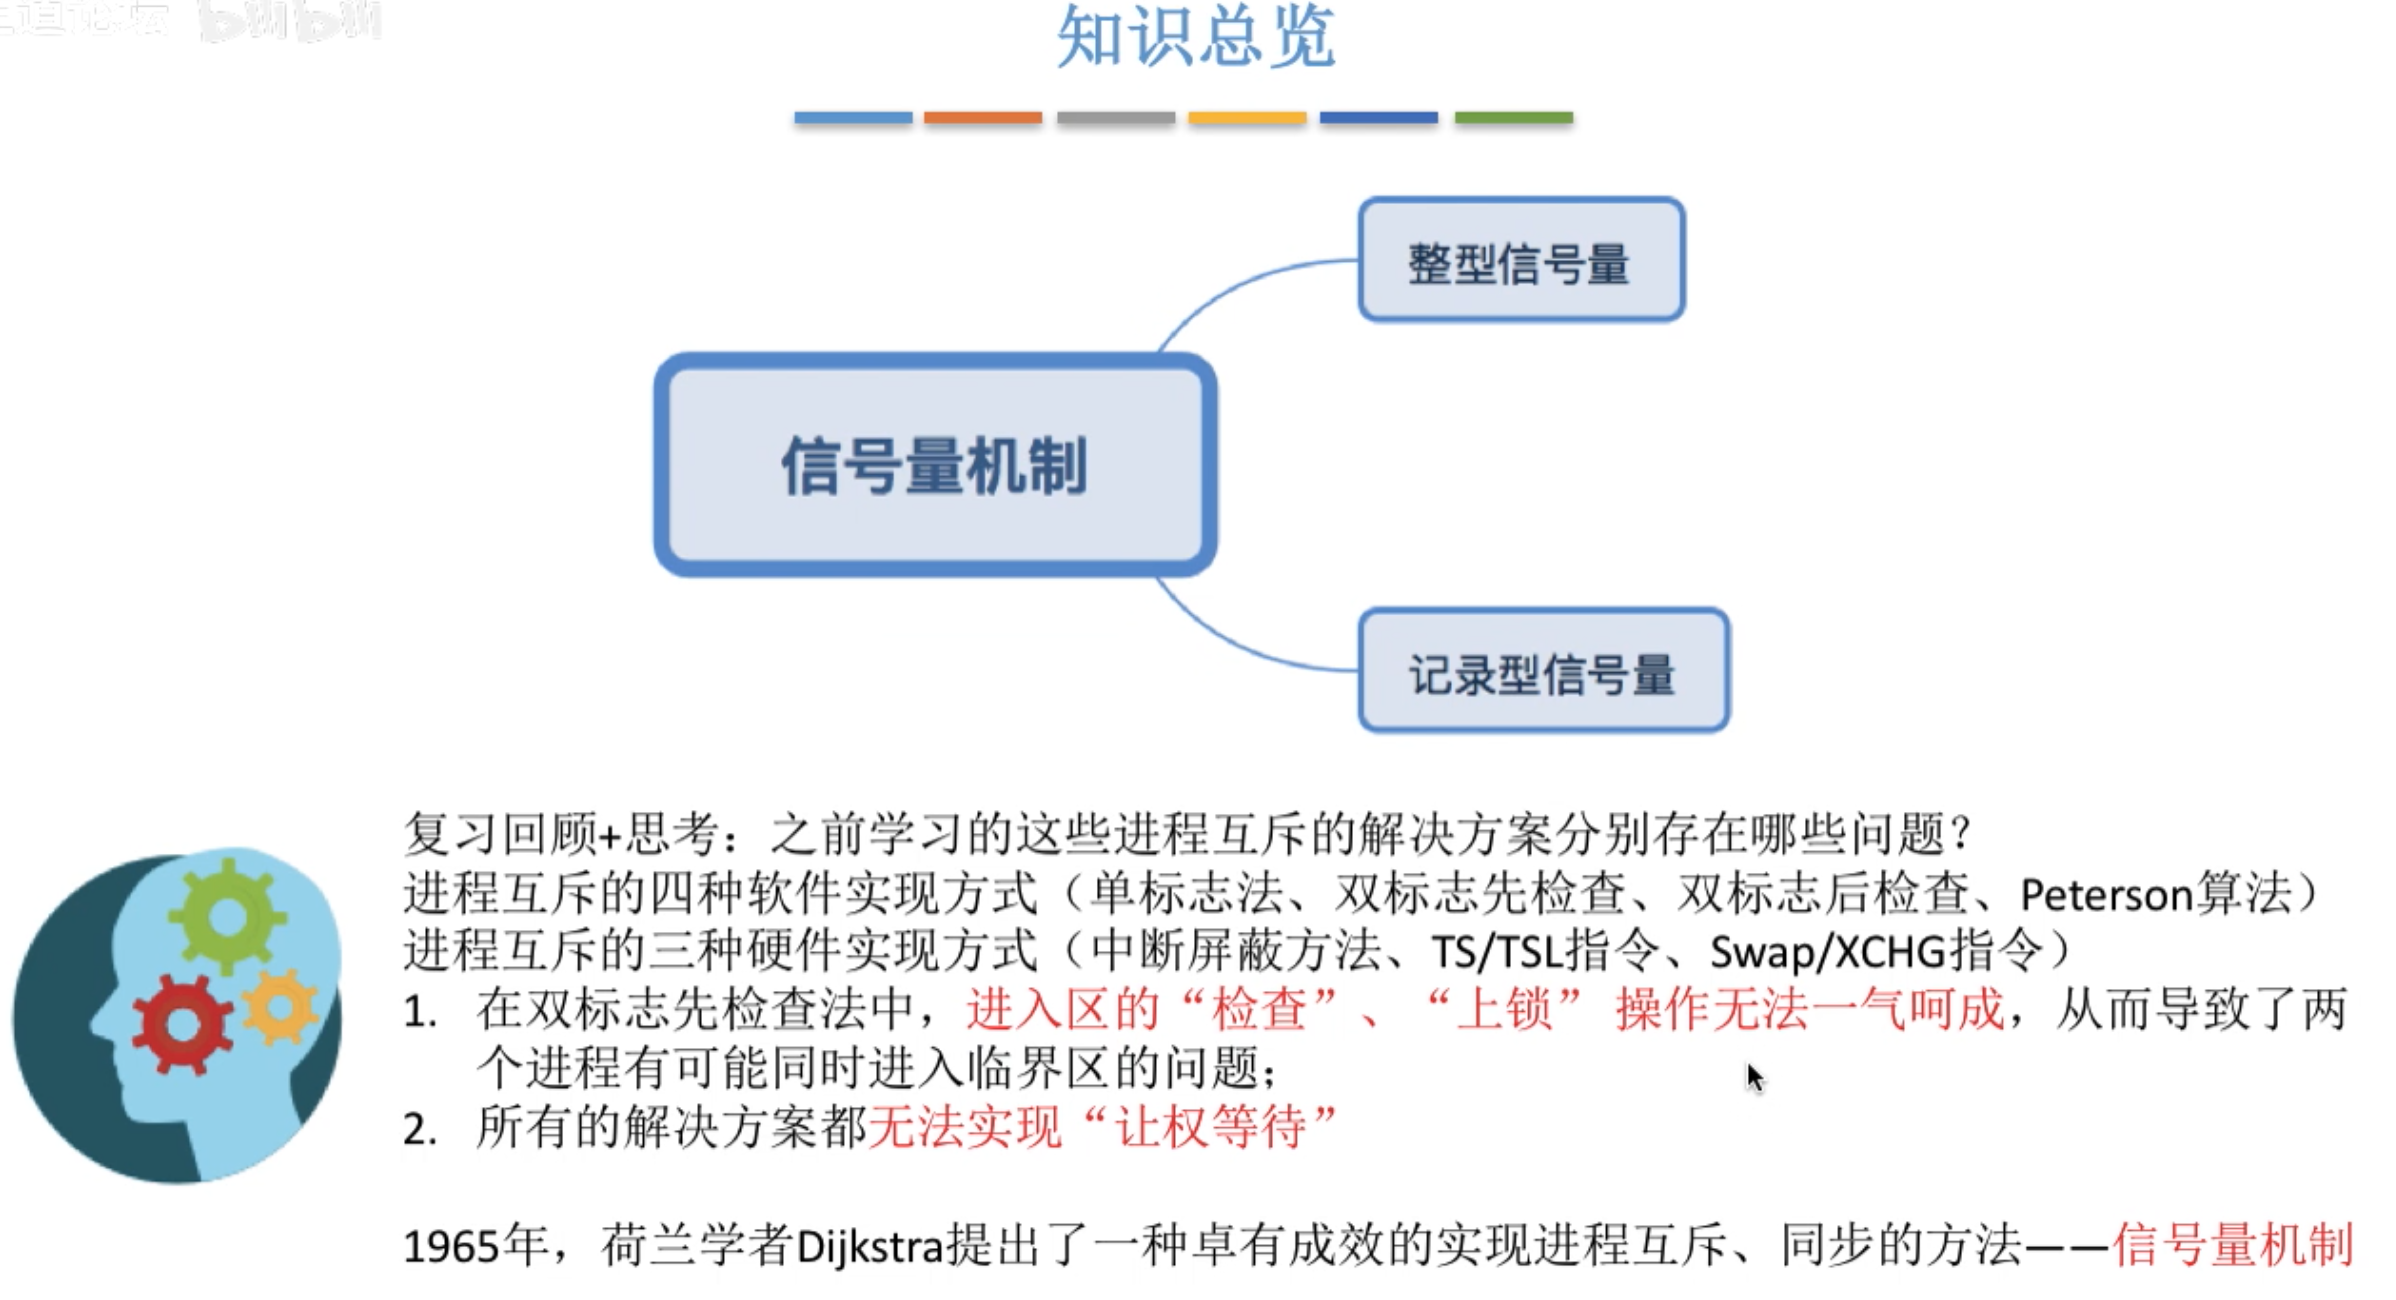 bilibili
知识总览
整型信号量
信号量机制
记录型信号量
复习回顾+思考：之前学习的这些进程互斥的解决方案分别存在哪些问题？
进程互斥的四种软件实现方式（单标志法、双标志先检查、双标志后检查、Peterson算法）
进程互斥的三种硬件实现方式（中断屏蔽方法、TS/TSL指令、Swap/XCHG指令）
1. 在双标志先检查法中，进入区的“检查”、“上锁” 操作无法一气呵成，从而导致了两
个进程有可能同时进入临界区的问题；
2. 所有的解决方案都无法实现“让权等待”
1965年，荷兰学者Dijkstra提出了一种卓有成效的实现进程互斥、同步的方法——信号量机制